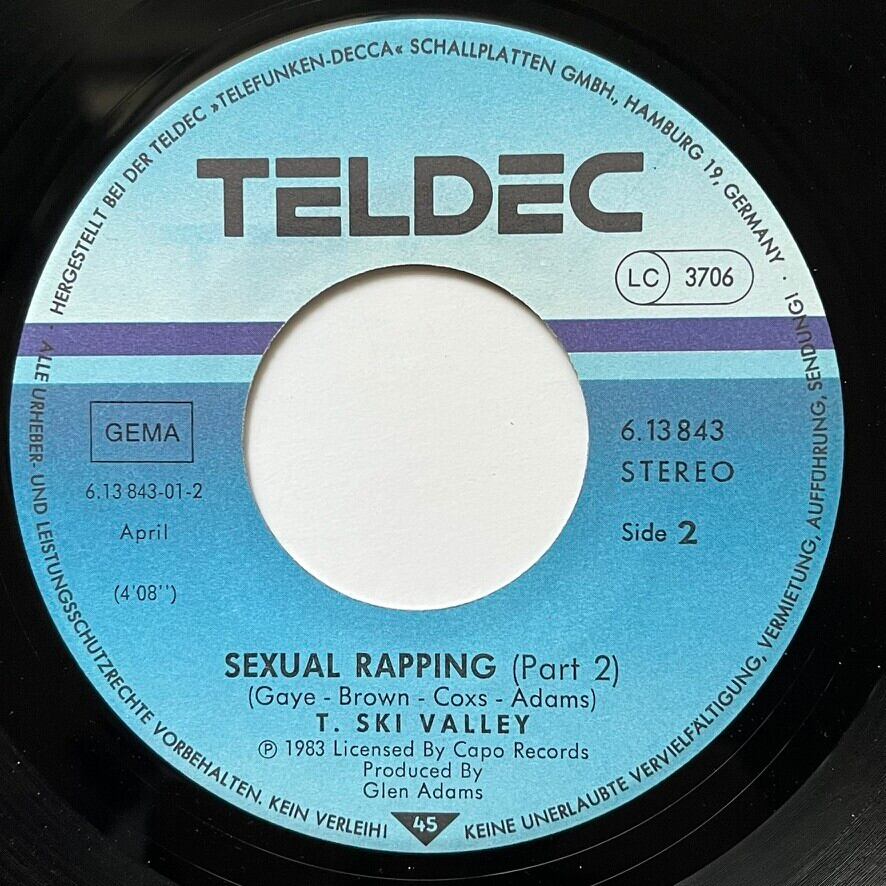 HERGESTELLT BEI DER TELDEC »TELEFUNKEN-DECCA« SCHALLPLATTEN GMBH., HAMBURG 19, GERMANY ·
TELDEC
LC 3706
GEMA
6.13 843-01-2
April
(4'08'')
6.13 843
STEREO
Side 2
SEXUAL RAPPING (Part 2)
(Gaye - Brown - Coxs - Adams)
T. SKI VALLEY
℗ 1983 Licensed By Capo Records
Produced By
Glen Adams
· ALLE URHEBER- UND LEISTUNGSSCHUTZRECHTE VORBEHALTEN. KEIN VERLEIH!
45
KEINE UNERLAUBTE VERVIELFÄLTIGUNG, VERMIETUNG, AUFFÜHRUNG, SENDUNG!